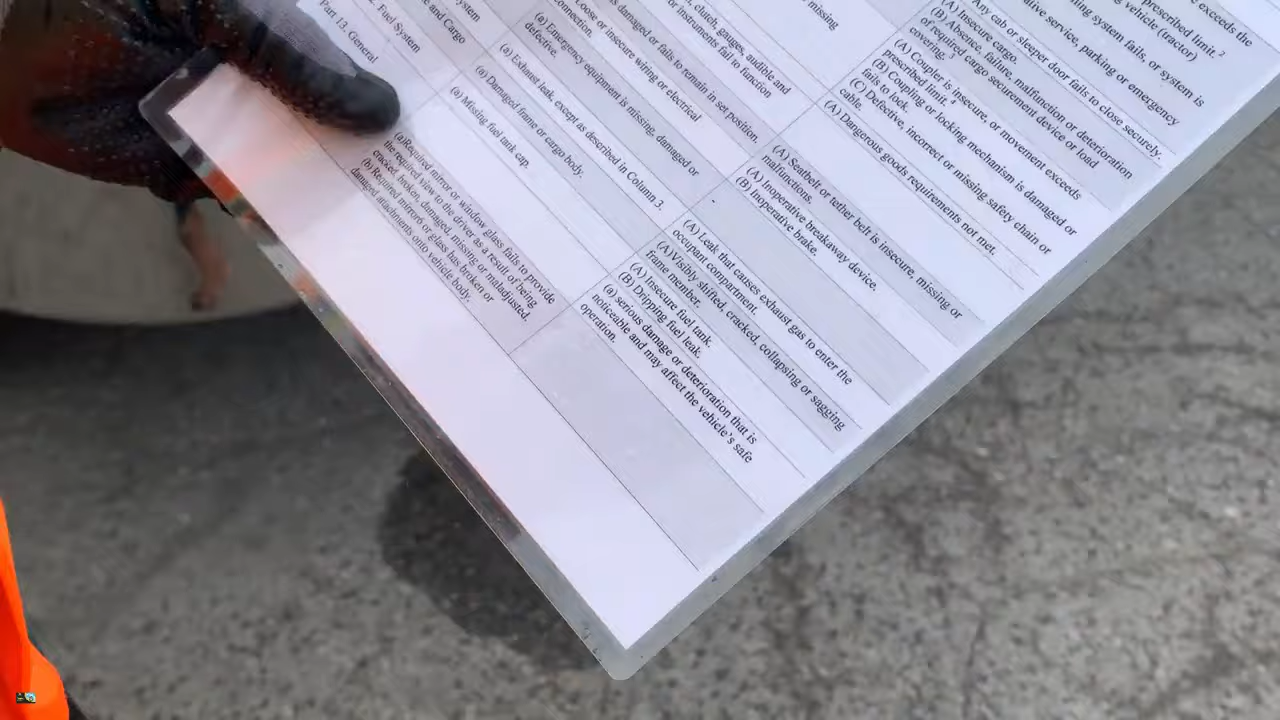 Part 13. General
2. Fuel System
e and Cargo
ystem
(a)Required mirror or window glass fails to provide
the required view to the driver as a result of being
cracked, broken, damaged, missing or maladjusted.
(b) Required mirror or glass has broken or
damaged attachments onto vehicle body.
(a) Missing fuel tank cap.
(a) Damaged frame or cargo body.
(a) Exhaust leak, except as described in Column 3.
(a) Emergency equipment is missing, damaged or
defective.
Loose or insecure wiring or electrical
connection.
is damaged or fails to remain in set position.
l, clutch, gauges, audible and
or instruments fail to function
missing
(a) serious damage or deterioration that is
noticeable and may affect the vehicle's safe
operation.
(A) Insecure fuel tank.
(B) Dripping fuel leak.
(A)Visibly shifted, cracked, collapsing or sagging
frame member.
(A) Leak that causes exhaust gas to enter the
occupant compartment.
(A) Inoperative breakaway device.
(B) Inoperative brake.
(A) Seatbelt or tether belt is insecure, missing or
malfunctions.
(A) Dangerous goods requirements not met.
(A) Coupler is insecure, or movement exceeds
prescribed limit. 4
(B) Coupling or locking mechanism is damaged or
fails to lock.
(C) Defective, incorrect or missing safety chain or
cable.
(A) Insecure cargo.
(B) Absence, failure, malfunction or deterioration
of required cargo securement device or load
covering. 3
Any cab or sleeper door fails to close securely.
ative service, parking or emergency
ng vehicle (tractor)
ning system fails, or system is
prescribed limit. 2
exceeds the